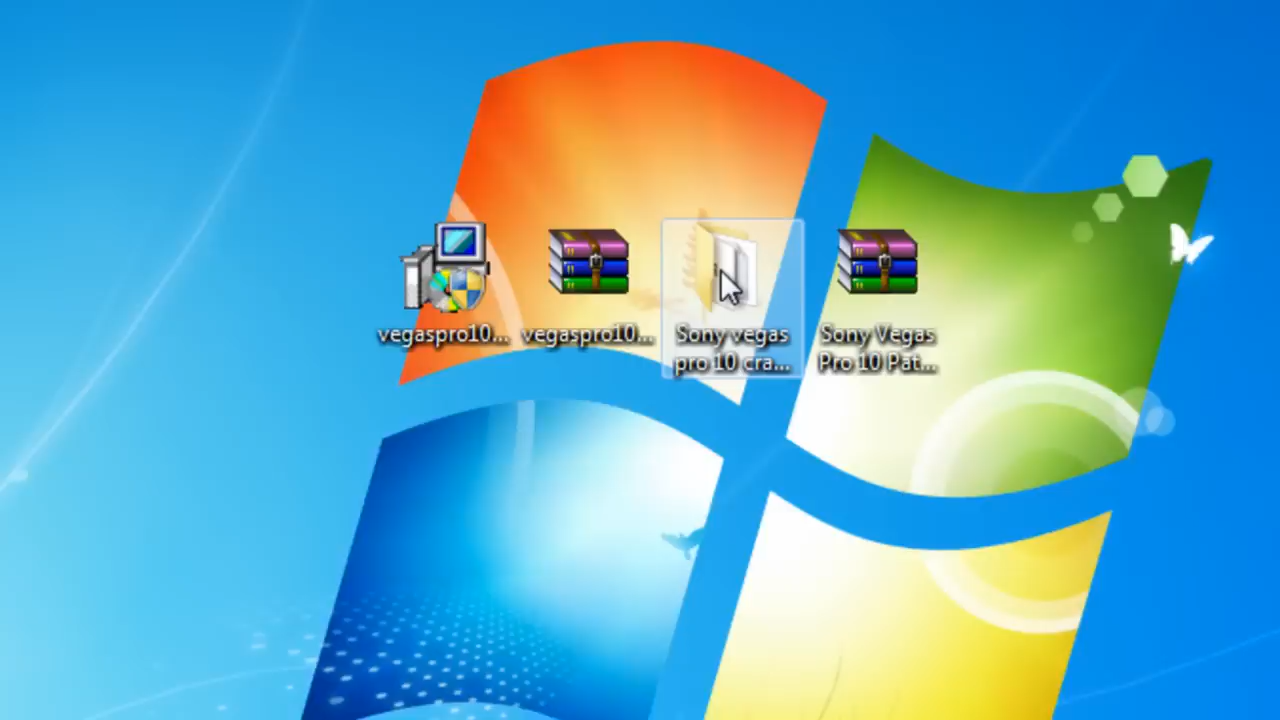 vegaspro10...
vegaspro10...
Sony vegas
pro 10 cra...
Sony Vegas
Pro 10 Pat...